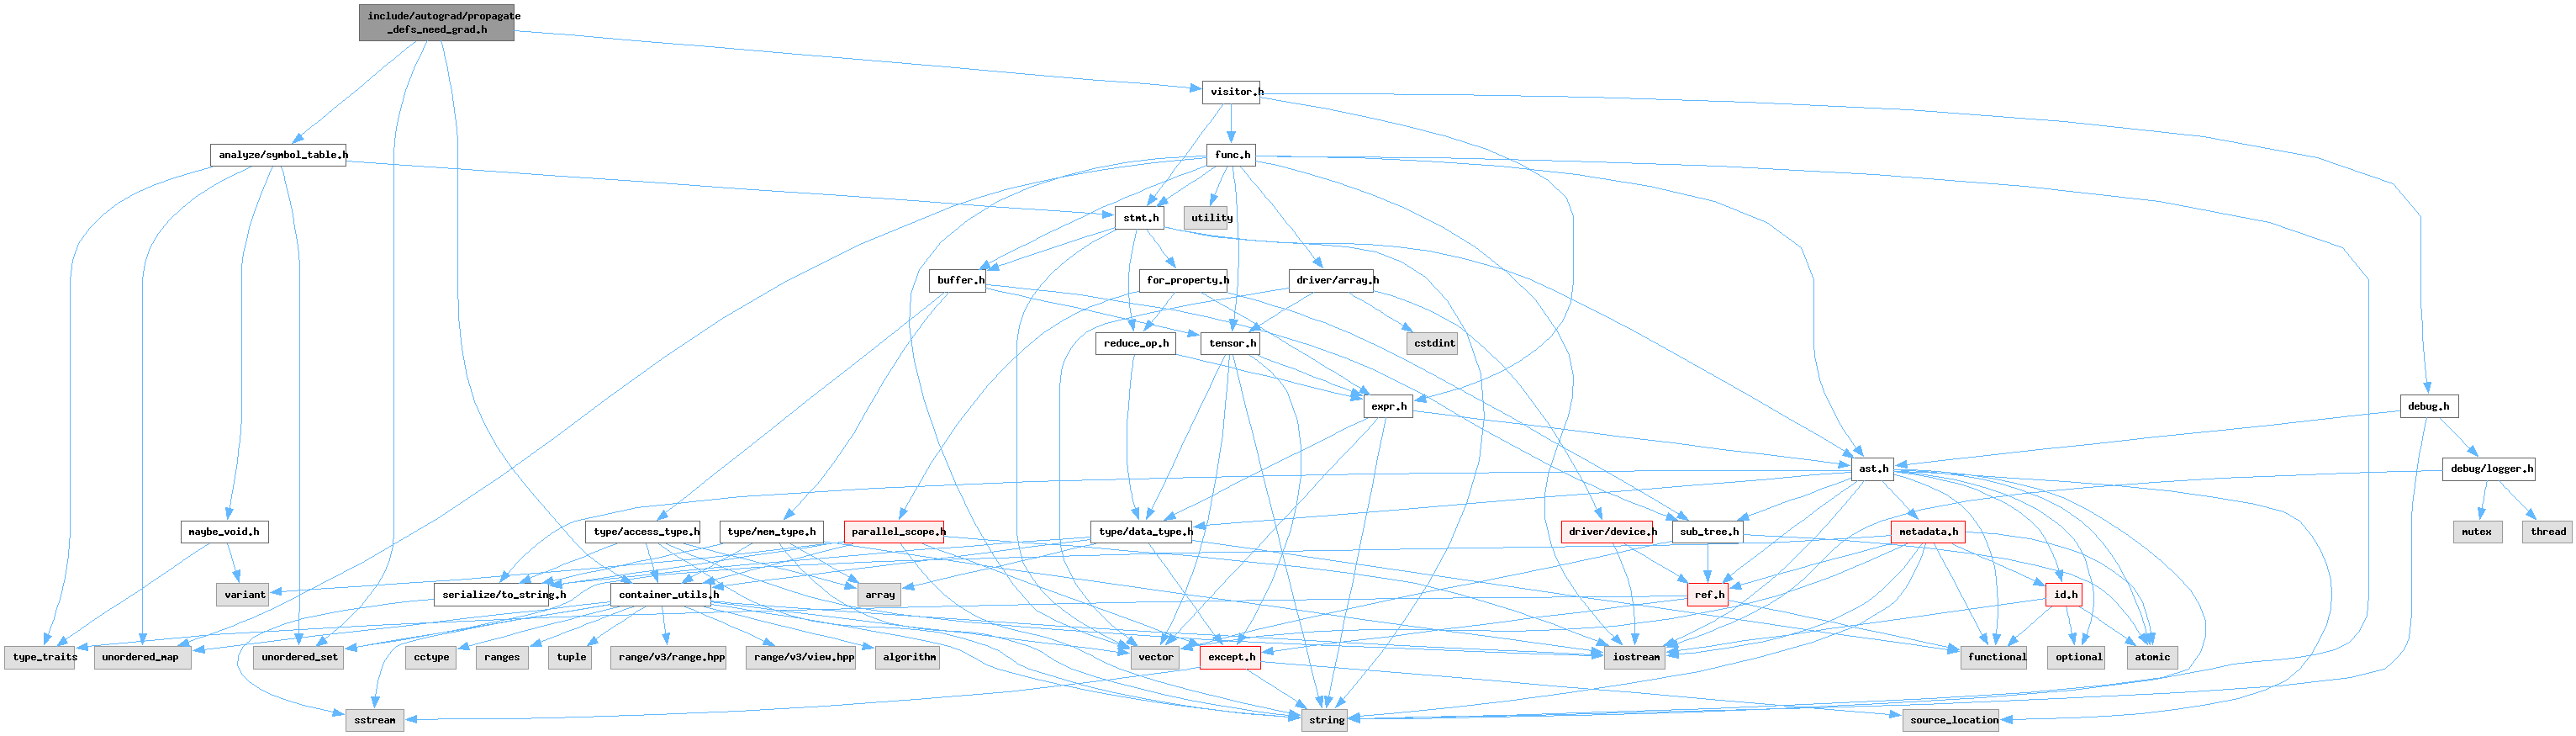 include/autograd/propagate
_defs_need_grad.h
visitor.h
analyze/symbol_table.h
func.h
stmt.h
utility
buffer.h
for_property.h
driver/array.h
reduce_op.h
tensor.h
cstdint
expr.h
debug.h
ast.h
debug/logger.h
maybe_void.h
type/access_type.h
type/mem_type.h
parallel_scope.h
type/data_type.h
driver/device.h
sub_tree.h
metadata.h
mutex
thread
variant
serialize/to_string.h
container_utils.h
array
ref.h
id.h
type_traits
unordered_map
unordered_set
cctype
ranges
tuple
range/v3/range.hpp
range/v3/view.hpp
algorithm
vector
except.h
iostream
functional
optional
atomic
sstream
string
source_location